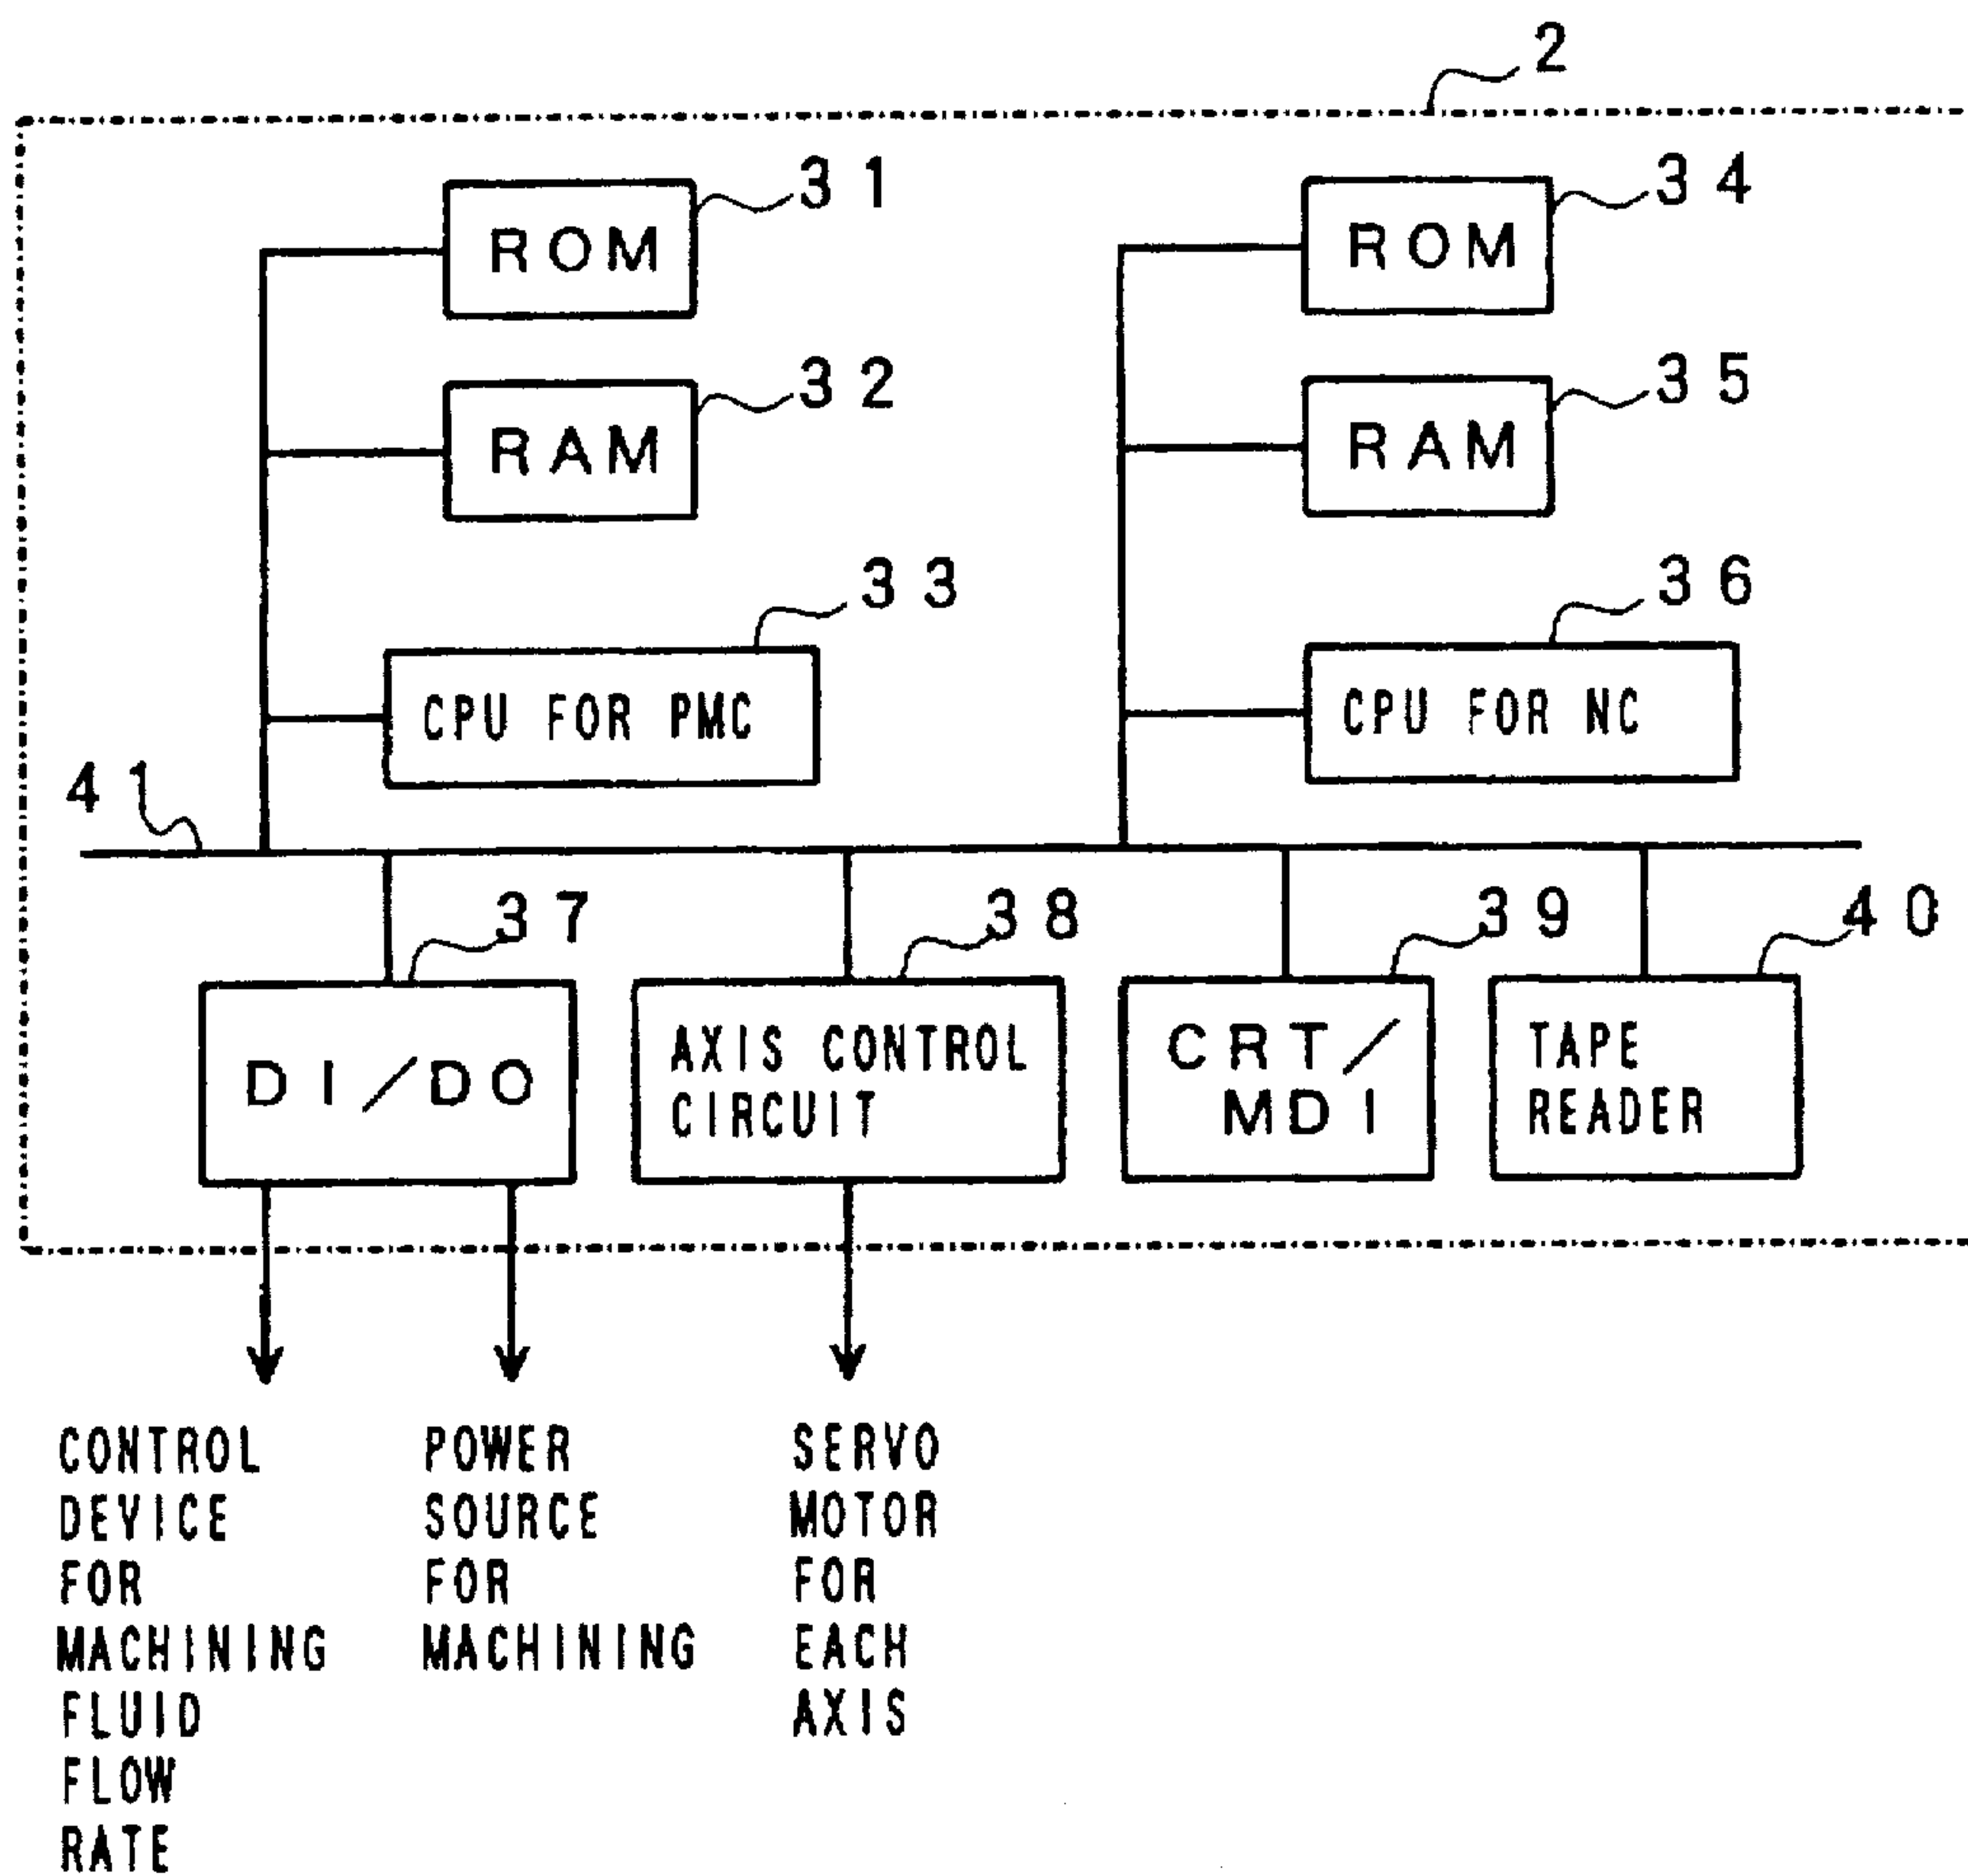 2
31
ROM
34
ROM
32
RAM
35
RAM
33
CPU FOR PMC
36
CPU FOR NC
41
37
DI/DO
38
AXIS CONTROL
CIRCUIT
39
CRT/
MDI
40
TAPE
READER
CONTROL
DEVICE
FOR
MACHINING
FLUID
FLOW
RATE
POWER
SOURCE
FOR
MACHINING
SERVO
MOTOR
FOR
EACH
AXIS